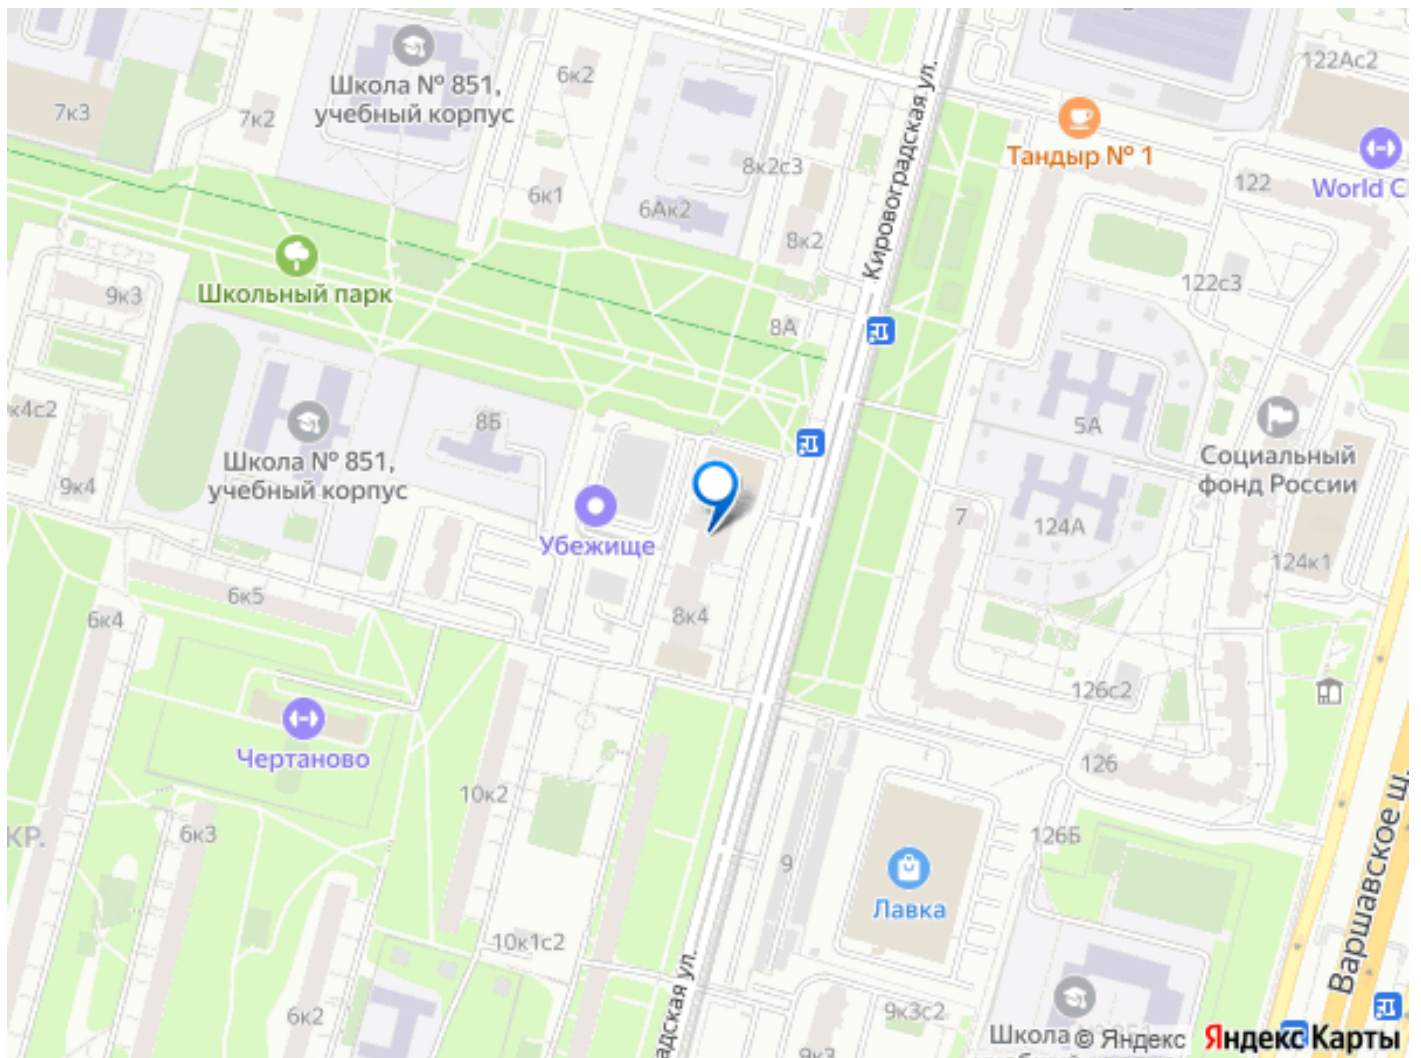 122Ас2
Школа № 851,
учебный корпус
6к2
7к3
7к2
Кировоградская ул.
Тандыр № 1
8к2с3
122
World C
6к1
6Ак2
8к2
Школьный парк
9к3
122с3
8А
к4с2
8Б
5А
Школа № 851,
учебный корпус
Социальный
фонд России
9к4
7
124А
Убежище
124к1
6к5
6к4
8к4
126с2
Чертаново
126
10к2
КР.
6к3
126Б
9
Лавка
Варшавское ш.
10к1с2
адская ул.
6к2
9к3с2
Школа
© Яндекс
Яндекс Карты
9к3